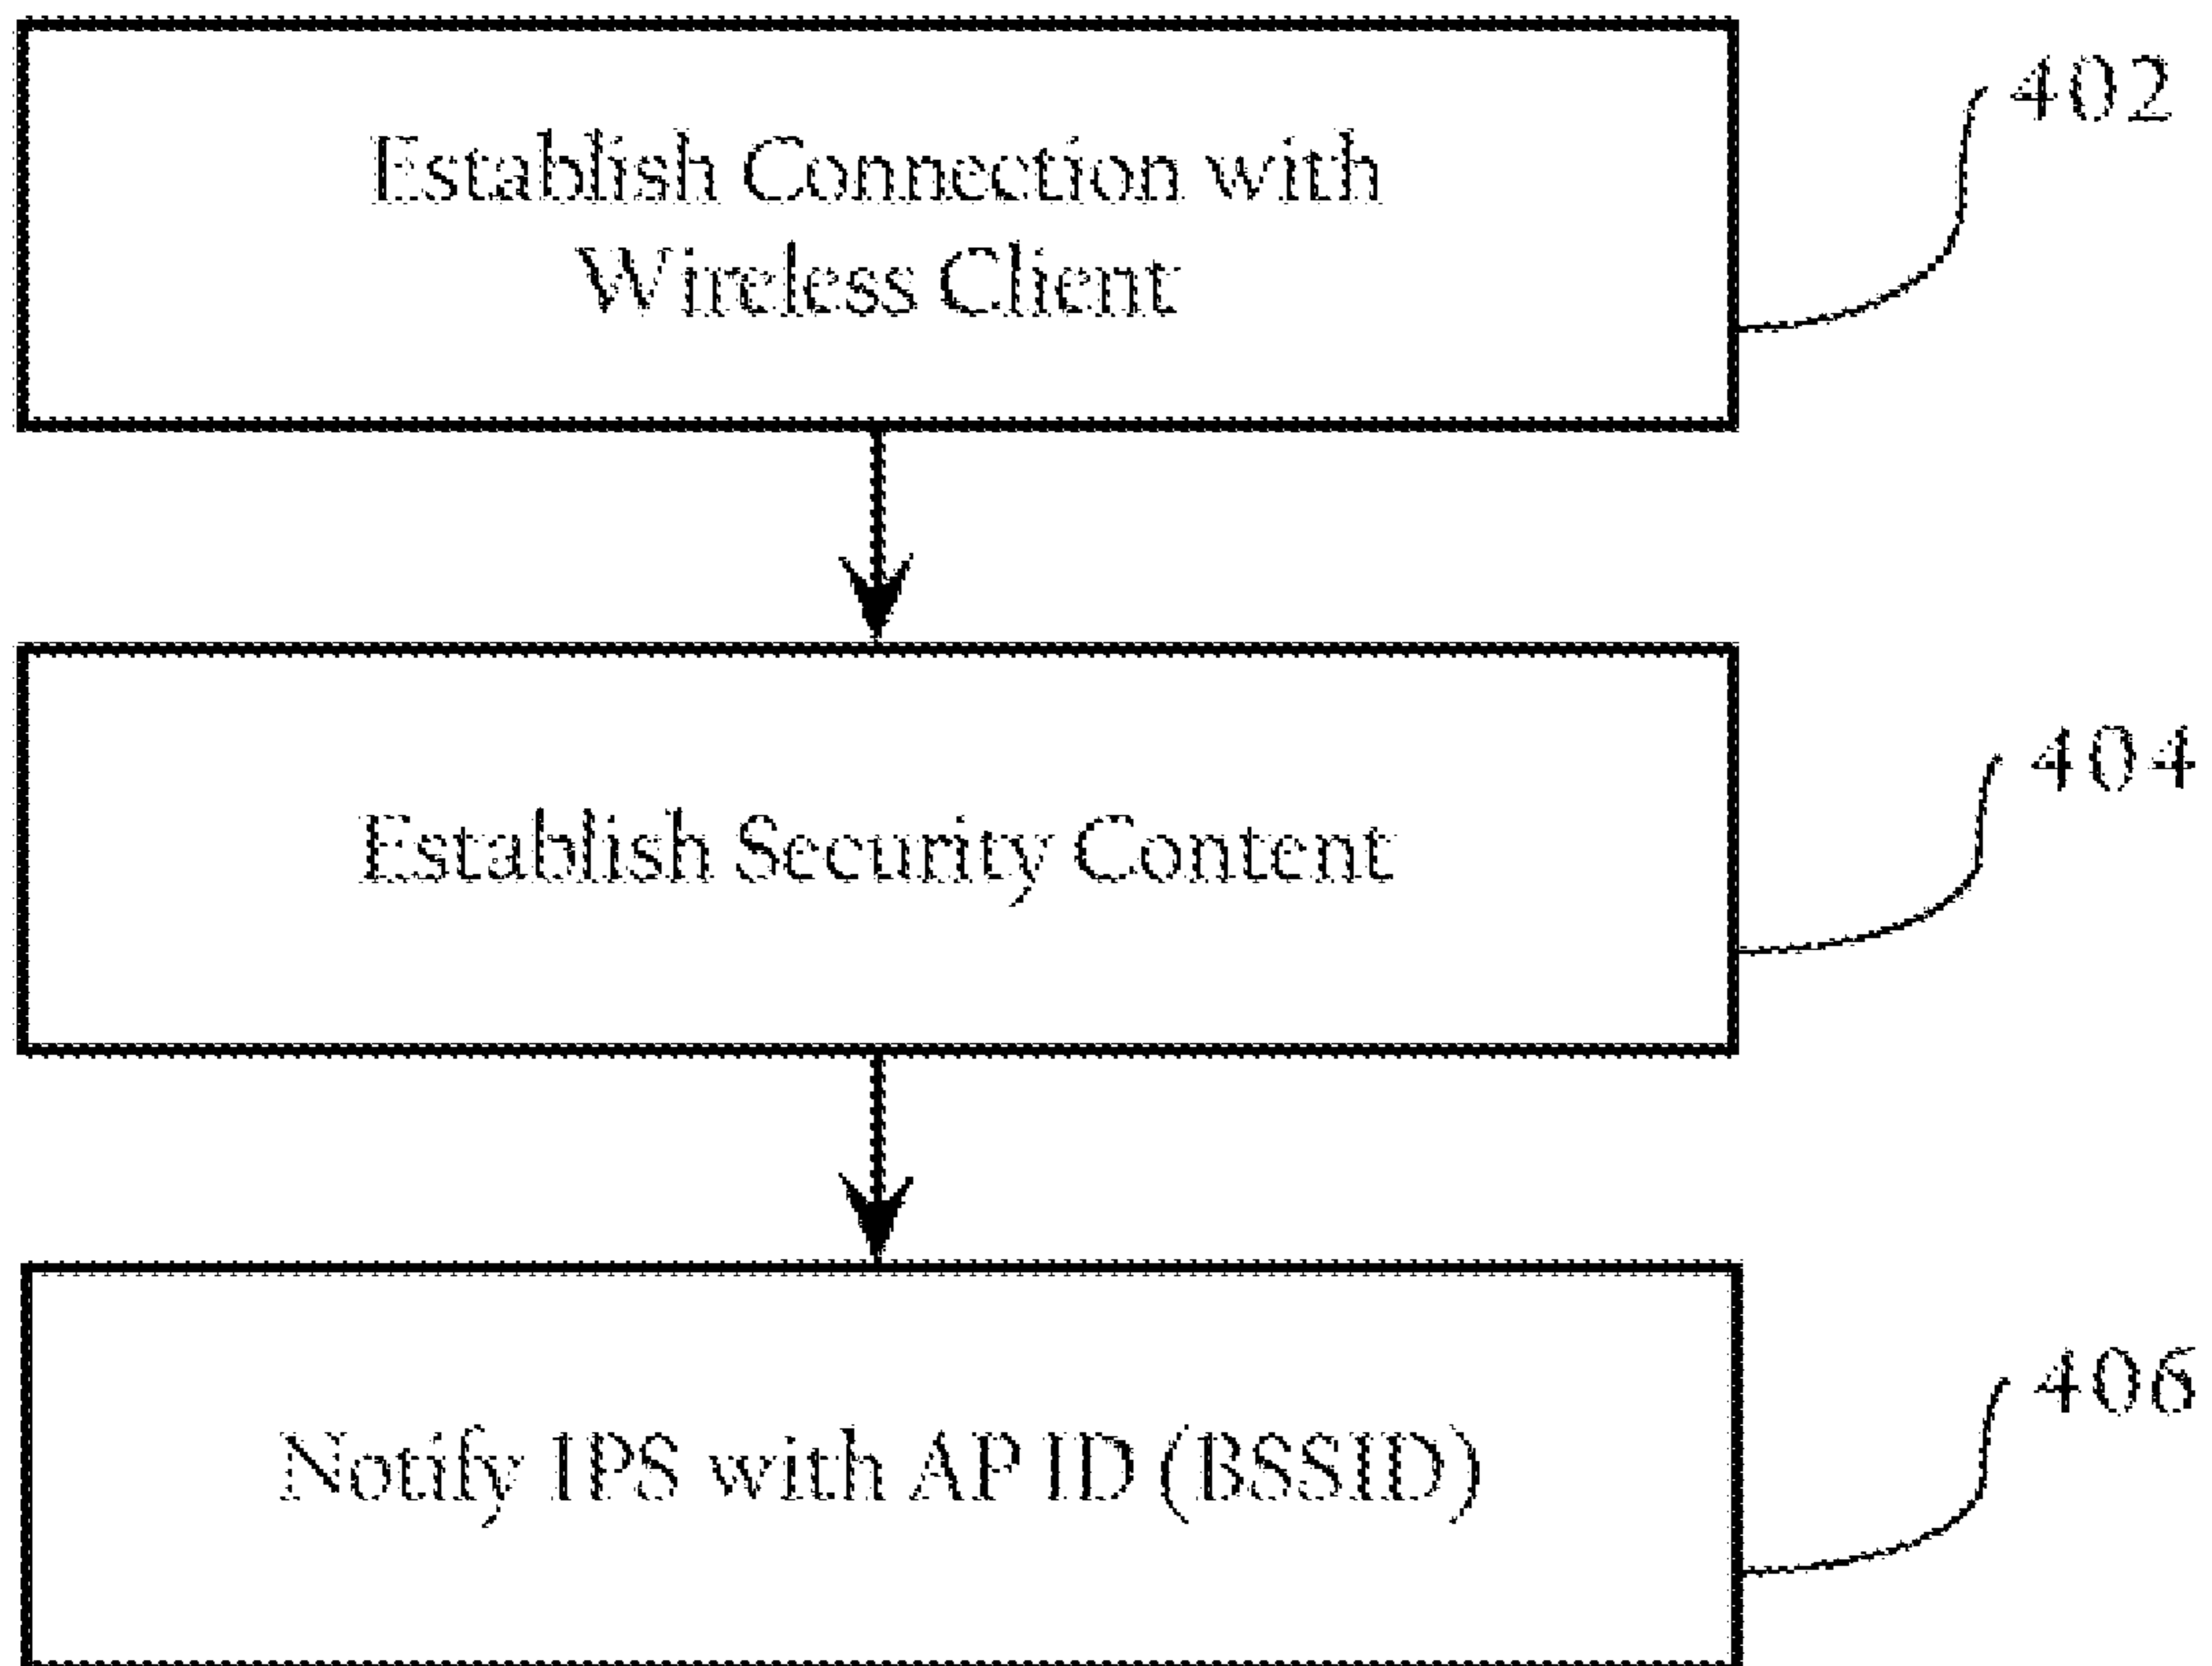 402
Establish Connection with
Wireless Client
404
Establish Security Content
406
Notify IPS with AP ID (BSSID)